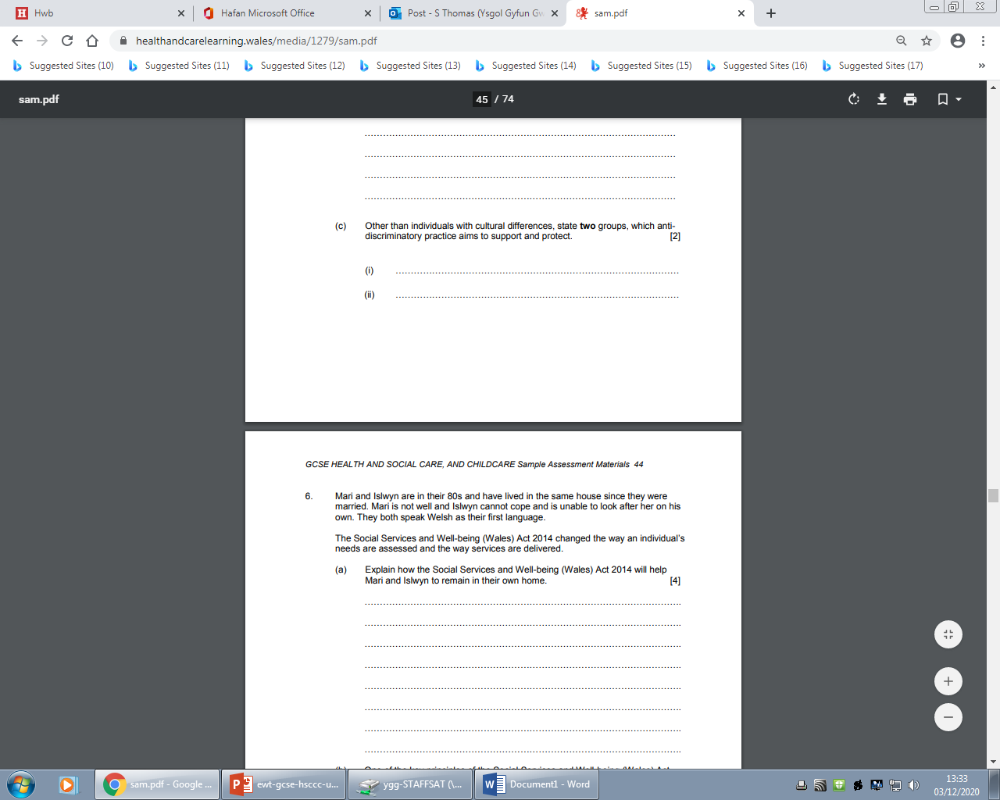 Hwb
Hafan Microsoft Office
Post - S Thomas (Ysgol Gyfun Gw
sam.pdf
healthandcarelearning.wales/media/1279/sam.pdf
Suggested Sites (10)
Suggested Sites (11)
Suggested Sites (12)
Suggested Sites (13)
Suggested Sites (14)
Suggested Sites (15)
Suggested Sites (16)
Suggested Sites (17)
»
sam.pdf
45 / 74
(c) Other than individuals with cultural differences, state two groups, which anti-
discriminatory practice aims to support and protect. [2]
(i) ..........................................................................................
(ii) ..........................................................................................
GCSE HEALTH AND SOCIAL CARE, AND CHILDCARE Sample Assessment Materials 44
6. Mari and Islwyn are in their 80s and have lived in the same house since they were
married. Mari is not well and Islwyn cannot cope and is unable to look after her on his
own. They both speak Welsh as their first language.
The Social Services and Well-being (Wales) Act 2014 changed the way an individual's
needs are assessed and the way services are delivered.
(a) Explain how the Social Services and Well-being (Wales) Act 2014 will help
Mari and Islwyn to remain in their own home. [4]
sam.pdf - Google ...
ewt-gcse-hsccc-u...
ygg-STAFFSAT (\\...
Document1 - Word
13:33
03/12/2020